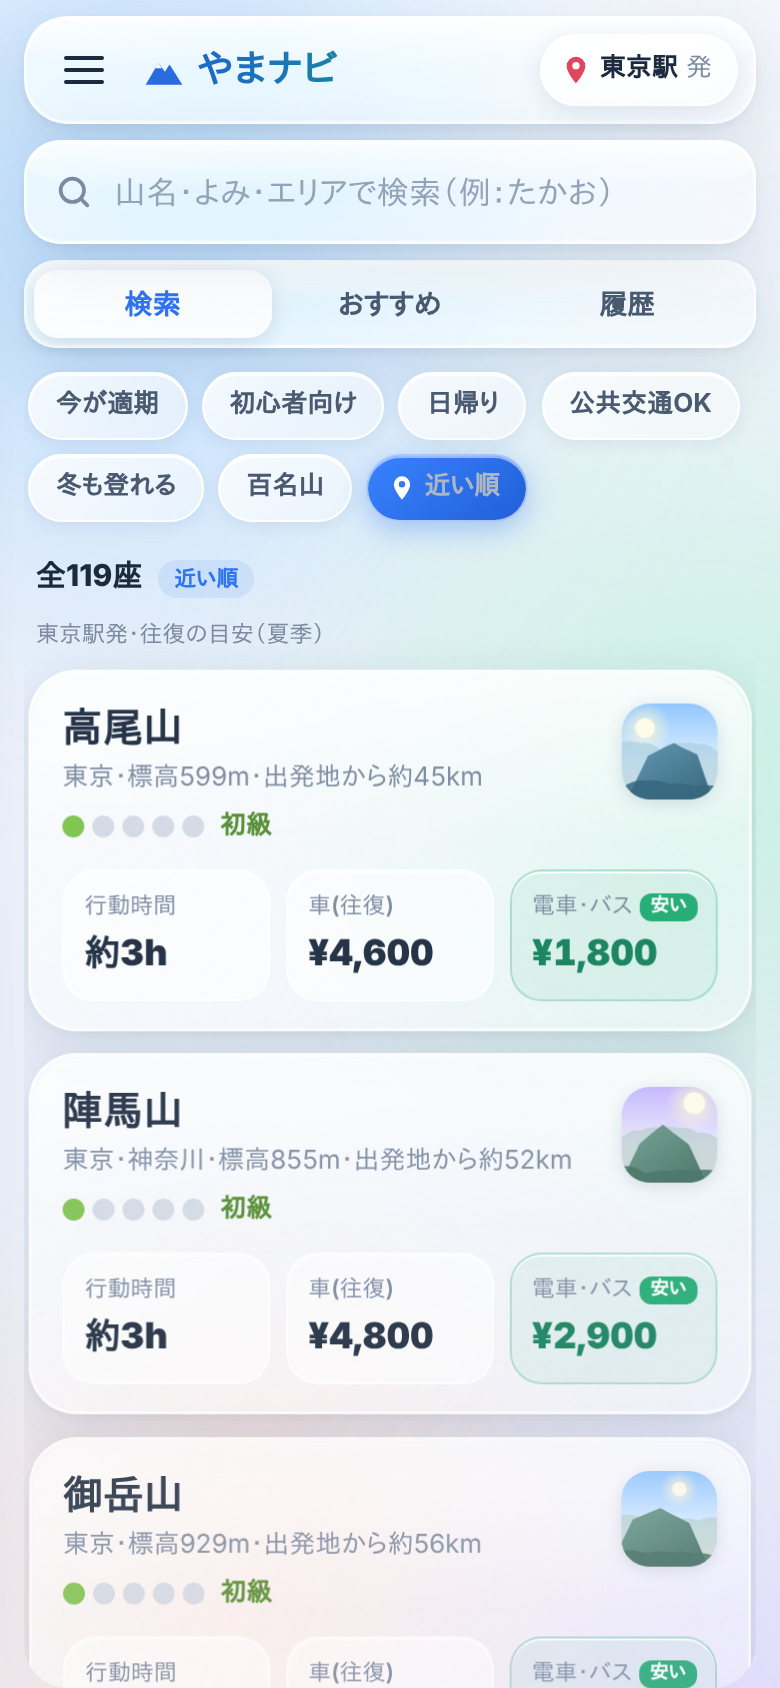 やまナビ
東京駅 発
山名・よみ・エリアで検索(例:たかお)
検索 おすすめ 履歴
今が適期 初心者向け 日帰り 公共交通OK
冬も登れる 百名山 近い順
全119座 近い順
東京駅発・往復の目安(夏季)
高尾山
東京・標高599m・出発地から約45km
初級
行動時間 車(往復) 電車・バス 安い
約3h ¥4,600 ¥1,800
陣馬山
東京・神奈川・標高855m・出発地から約52km
初級
行動時間 車(往復) 電車・バス 安い
約3h ¥4,800 ¥2,900
御岳山
東京・標高929m・出発地から約56km
初級
行動時間 車(往復) 電車・バス 安い